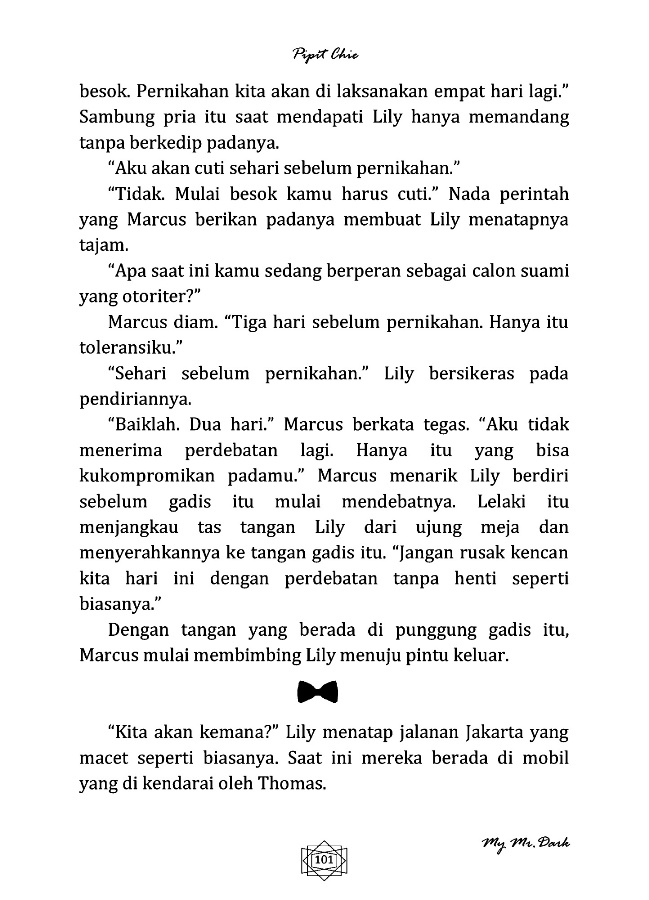 Pipit Chie
besok. Pernikahan kita akan di laksanakan empat hari lagi.”
Sambung pria itu saat mendapati Lily hanya memandang
tanpa berkedip padanya.
“Aku akan cuti sehari sebelum pernikahan.”
“Tidak. Mulai besok kamu harus cuti.” Nada perintah
yang Marcus berikan padanya membuat Lily menatapnya
tajam.
“Apa saat ini kamu sedang berperan sebagai calon suami
yang otoriter?”
Marcus diam. “Tiga hari sebelum pernikahan. Hanya itu
toleransiku.”
“Sehari sebelum pernikahan.” Lily bersikeras pada
pendiriannya.
“Baiklah. Dua hari.” Marcus berkata tegas. “Aku tidak
menerima perdebatan lagi. Hanya itu yang bisa
kukompromikan padamu.” Marcus menarik Lily berdiri
sebelum gadis itu mulai mendebatnya. Lelaki itu
menjangkau tas tangan Lily dari ujung meja dan
menyerahkannya ke tangan gadis itu. “Jangan rusak kencan
kita hari ini dengan perdebatan tanpa henti seperti
biasanya.”
Dengan tangan yang berada di punggung gadis itu,
Marcus mulai membimbing Lily menuju pintu keluar.
“Kita akan kemana?” Lily menatap jalanan Jakarta yang
macet seperti biasanya. Saat ini mereka berada di mobil
yang di kendarai oleh Thomas.
My Mr. Dark
101